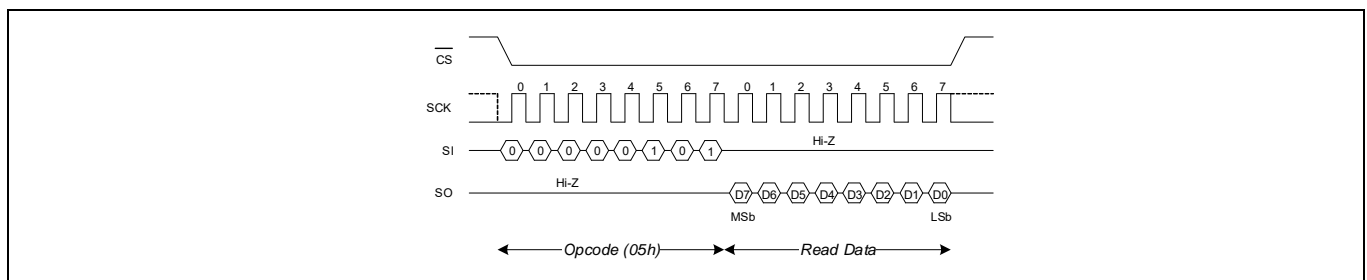 CS
0 1 2 3 4 5 6 7 0 1 2 3 4 5 6 7
SCK
Hi-Z
SI 0 0 0 0 0 1 0 1
Hi-Z
SO D7 D6 D5 D4 D3 D2 D1 D0
MSb LSb
Opcode (05h) Read Data